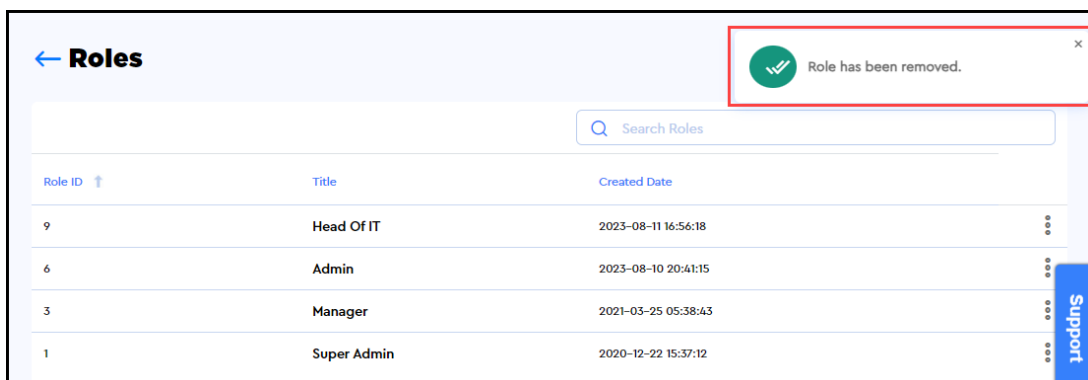 ← Roles
Role has been removed.
×
Search Roles
Role ID ↑ Title Created Date
9 Head Of IT 2023-08-11 16:56:18
6 Admin 2023-08-10 20:41:15
3 Manager 2021-03-25 05:38:43
1 Super Admin 2020-12-22 15:37:12
Support